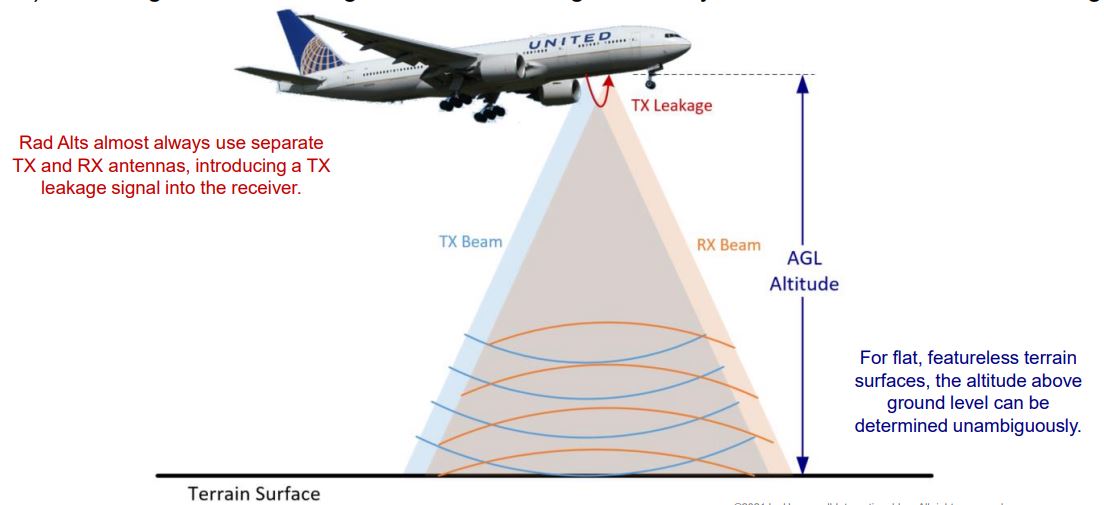 UNITED
TX Leakage
Rad Alts almost always use separate
TX and RX antennas, introducing a TX
leakage signal into the receiver.
TX Beam
RX Beam
AGL
Altitude
For flat, featureless terrain
surfaces, the altitude above
ground level can be
determined unambiguously.
Terrain Surface